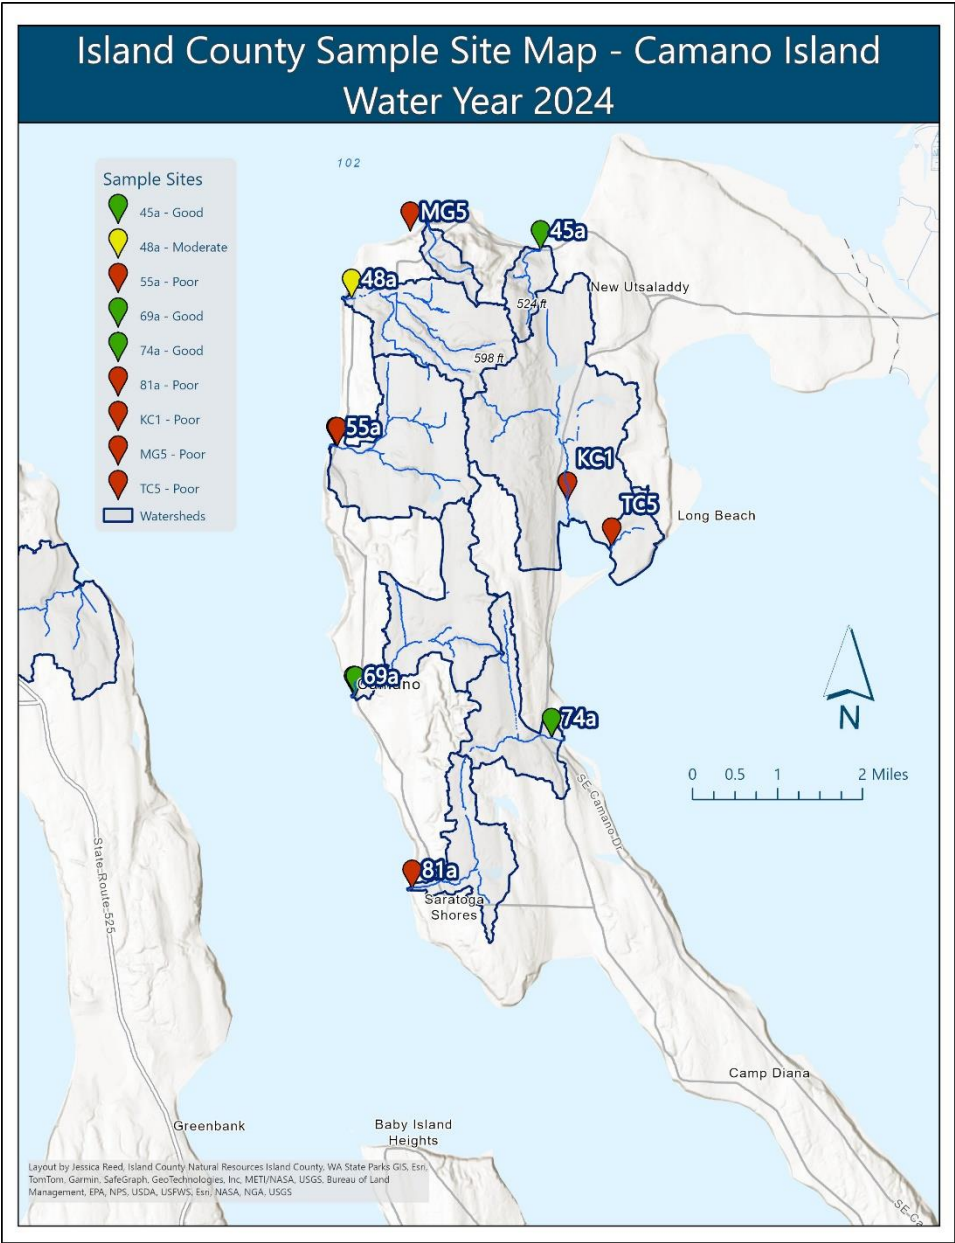 Island County Sample Site Map - Camano Island
Water Year 2024
102
Sample Sites
45a - Good
48a - Moderate
55a - Poor
69a - Good
74a - Good
81a - Poor
KC1 - Poor
MG5 - Poor
TC5 - Poor
Watersheds
MG5
45a
48a
New Utsaladdy
524 ft
598 ft
55a
KC1
TC5
Long Beach
69a
Camano
74a
N
0 0.5 1 2 Miles
SE Camano Dr
State Route 525
81a
Saratoga
Shores
Camp Diana
Greenbank
Baby Island
Heights
Layout by Jessica Reed, Island County Natural Resources Island County, WA State Parks GIS, Esri,
TomTom, Garmin, SafeGraph, GeoTechnologies, Inc, METI/NASA, USGS, Bureau of Land
Management, EPA, NPS, USDA, USFWS, Esri, NASA, NGA, USGS
SE Ca